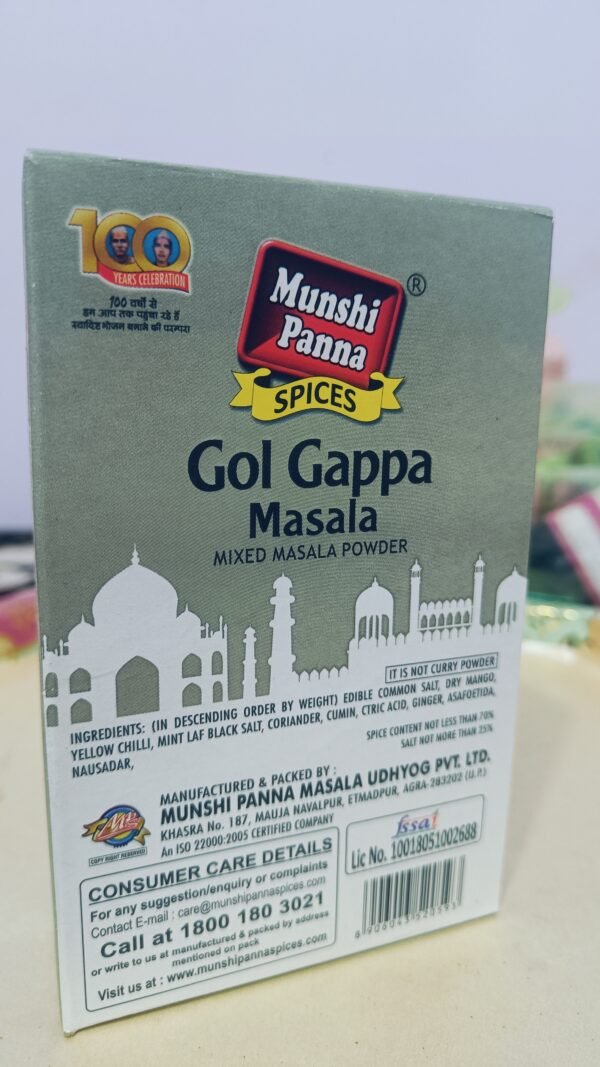 100
YEARS CELEBRATION
100 वर्षों से
हम आप तक पहुंचा रहे हैं
स्वादिष्ट भोजन बनाने की परम्परा
Munshi
Panna
®
SPICES
Gol Gappa
Masala
MIXED MASALA POWDER
IT IS NOT CURRY POWDER
INGREDIENTS: (IN DESCENDING ORDER BY WEIGHT) EDIBLE COMMON SALT, DRY MANGO,
YELLOW CHILLI, MINT LAF BLACK SALT, CORIANDER, CUMIN, CTRIC ACID, GINGER, ASAFOETIDA,
NAUSADAR,
SPICE CONTENT NOT LESS THAN 70%
SALT NOT MORE THAN 25%
MANUFACTURED & PACKED BY :
MUNSHI PANNA MASALA UDHYOG PVT. LTD.
KHASRA No. 187, MAUJA NAVALPUR, ETMADPUR, AGRA-283202 (U.P.)
An ISO 22000:2005 CERTIFIED COMPANY
COPY RIGHT RESERVED
fssai
Lic No. 10018051002688
CONSUMER CARE DETAILS
For any suggestion/enquiry or complaints
Contact E-mail : care@munshipannaspices.com
Call at 1800 180 3021
or write to us at manufactured & packed by address
mentioned on pack
Visit us at : www.munshipannaspices.com